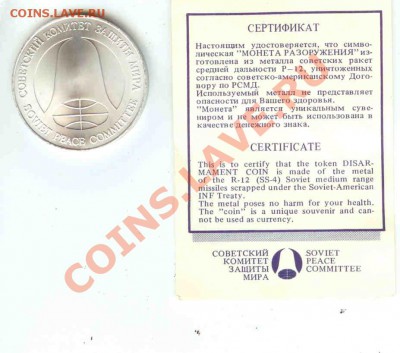 СОВЕТСКИЙ КОМИТЕТ ЗАЩИТЫ МИРА
SOVIET PEACE COMMITTEE
СЕРТИФИКАТ
Настоящим удостоверяется, что симво-
лическая "МОНЕТА РАЗОРУЖЕНИЯ" из-
готовлена из металла советских ракет
средней дальности Р—12, уничтоженных
согласно советско-американскому Дого-
вору по РСМД.
Используемый металл не представляет
опасности для Вашего здоровья.
"Монета" является уникальным суве-
ниром и не может быть использована в
качестве денежного знака.
CERTIFICATE
This is to certify that the token DISAR-
MAMENT COIN is made of the metal
of the R-12 (SS-4) Soviet medium range
missiles scrapped under the Soviet-American
INF Treaty.
The metal poses no harm for your health.
The "coin" is a unique souvenir and can-
not be used as currency.
СОВЕТСКИЙ
КОМИТЕТ
ЗАЩИТЫ
МИРА
SOVIET
PEACE
COMMITTEE
COINS.LAVE.RU
COINS.LAVE.RU